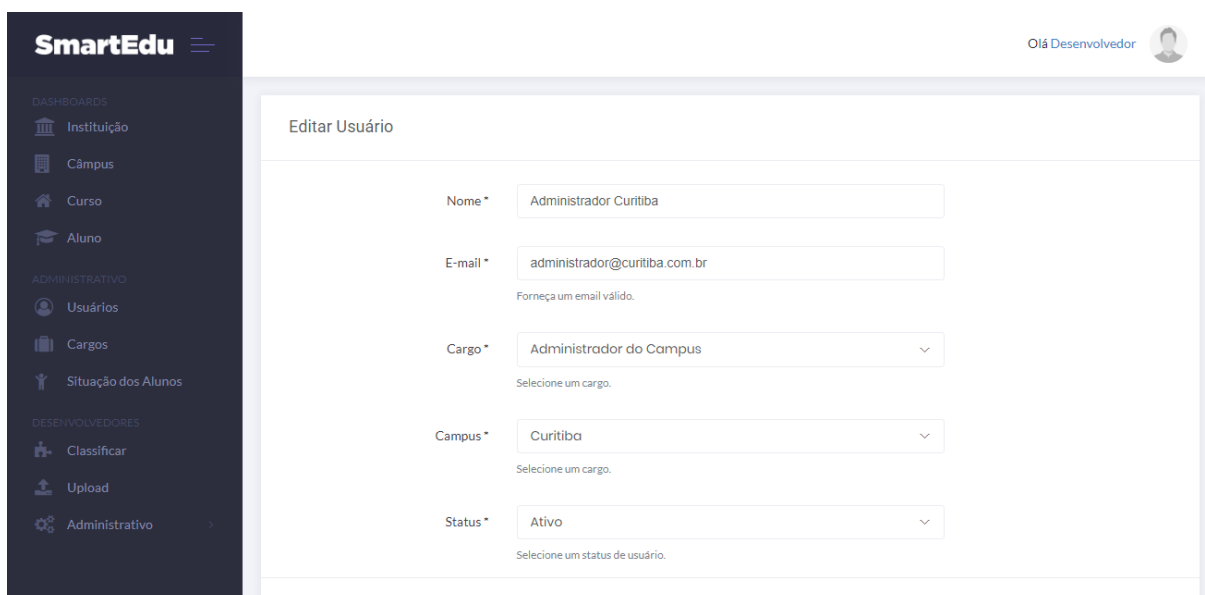 SmartEdu
Olá Desenvolvedor
DASHBOARDS
Instituição
Câmpus
Curso
Aluno
ADMINISTRATIVO
Usuários
Cargos
Situação dos Alunos
DESENVOLVEDORES
Classificar
Upload
Administrativo
Editar Usuário
Nome * Administrador Curitiba
E-mail * administrador@curitiba.com.br
Forneça um email válido.
Cargo * Administrador do Campus
Selecione um cargo.
Campus * Curitiba
Selecione um cargo.
Status * Ativo
Selecione um status de usuário.